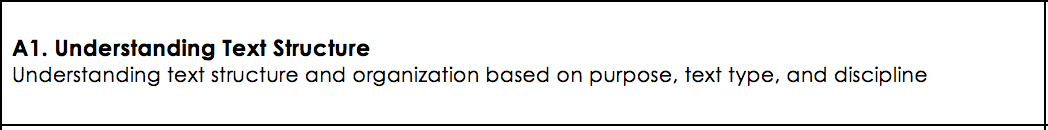 A1. Understanding Text Structure
Understanding text structure and organization based on purpose, text type, and discipline